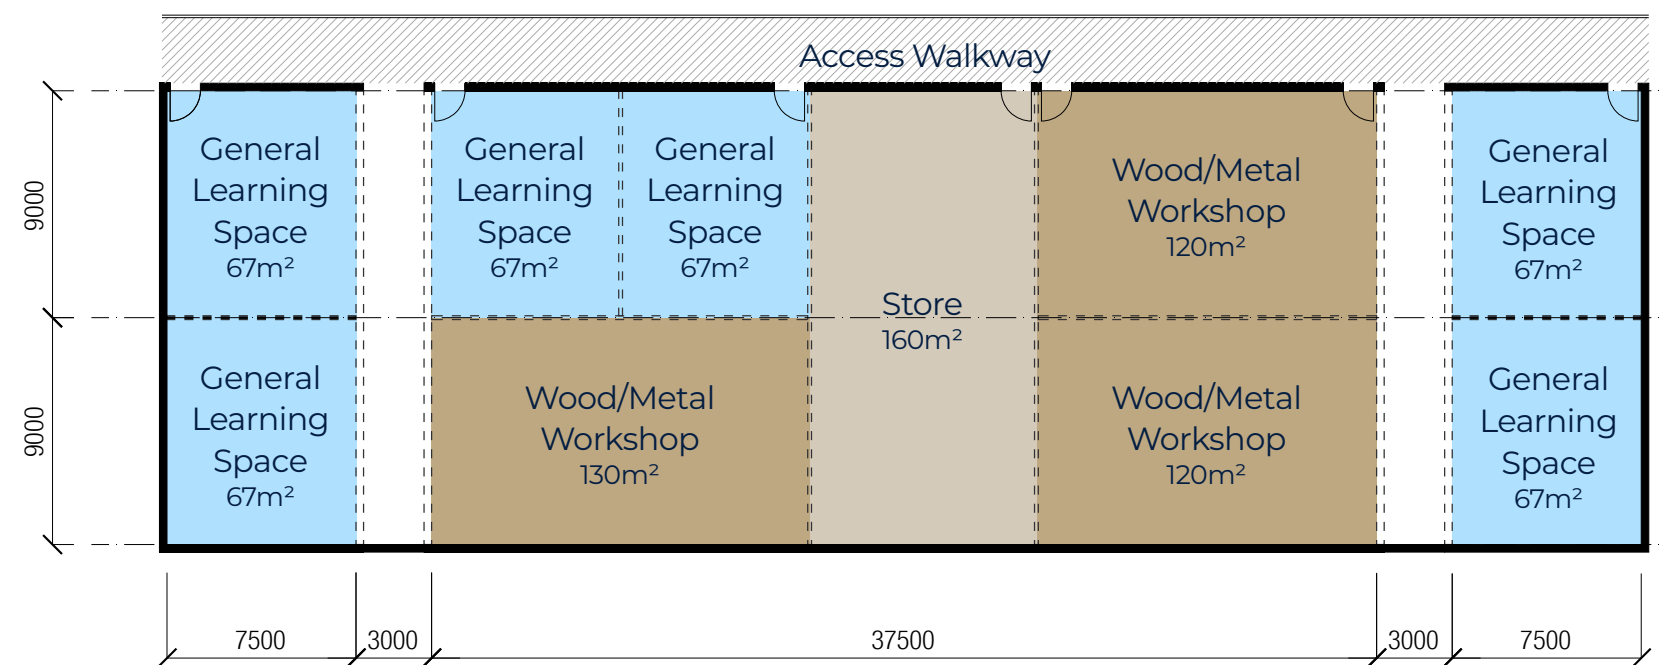 Access Walkway
General
Learning
Space
67m²
General
Learning
Space
67m²
General
Learning
Space
67m²
Wood/Metal
Workshop
120m²
General
Learning
Space
67m²
9000
Store
160m²
General
Learning
Space
67m²
Wood/Metal
Workshop
130m²
Wood/Metal
Workshop
120m²
General
Learning
Space
67m²
9000
7500
3000
37500
3000
7500